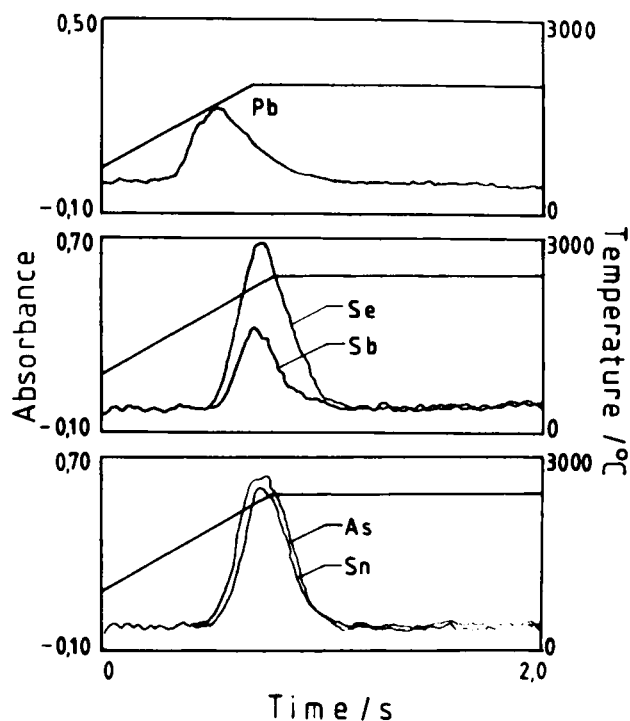 0,50
3000
Pb
-0,10
0
0,70
3000
Se
Sb
-0,10
0
0,70
3000
As
Sn
-0,10
0
0
2,0
Time/s
Absorbance
Temperature /°C